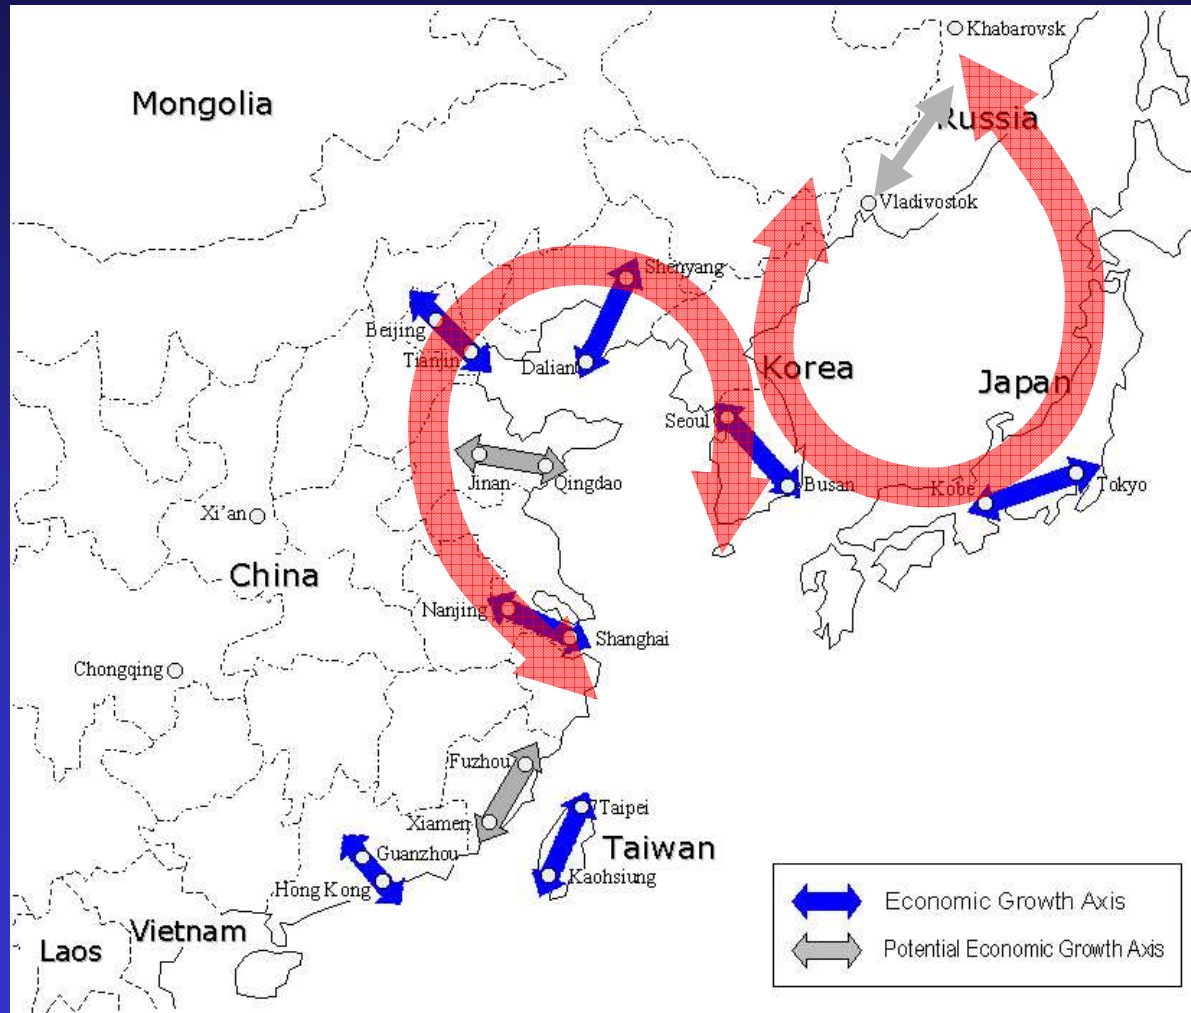 Khabarovsk
Mongolia
Russia
Vladivostok
Shenyang
Beijing
Tianjin
Dalian
Korea
Japan
Seoul
Jinan
Qingdao
Busan
Kobe
Tokyo
Xi'an
China
Nanjing
Shanghai
Chongqing
Fuzhou
Xiamen
Taipei
Taiwan
Guanzhou
Kaohsiung
Hong Kong
Vietnam
Laos
Economic Growth Axis
Potential Economic Growth Axis